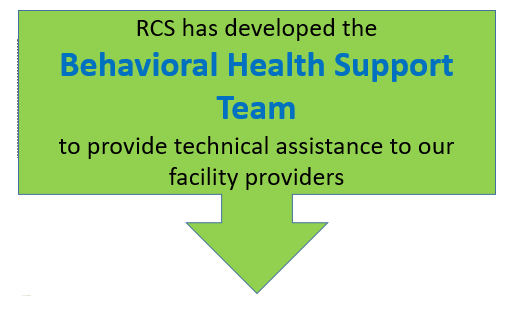 RCS has developed the
Behavioral Health Support
Team
to provide technical assistance to our
facility providers